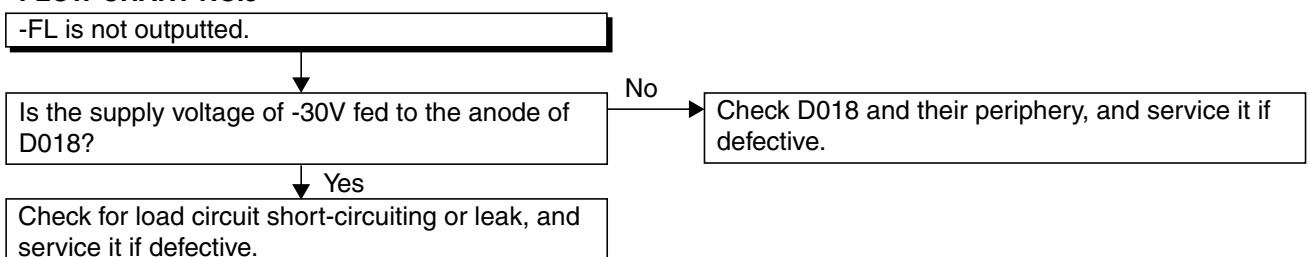 -FL is not outputted.
Is the supply voltage of -30V fed to the anode of
D018?
No
Check D018 and their periphery, and service it if
defective.
Yes
Check for load circuit short-circuiting or leak, and
service it if defective.